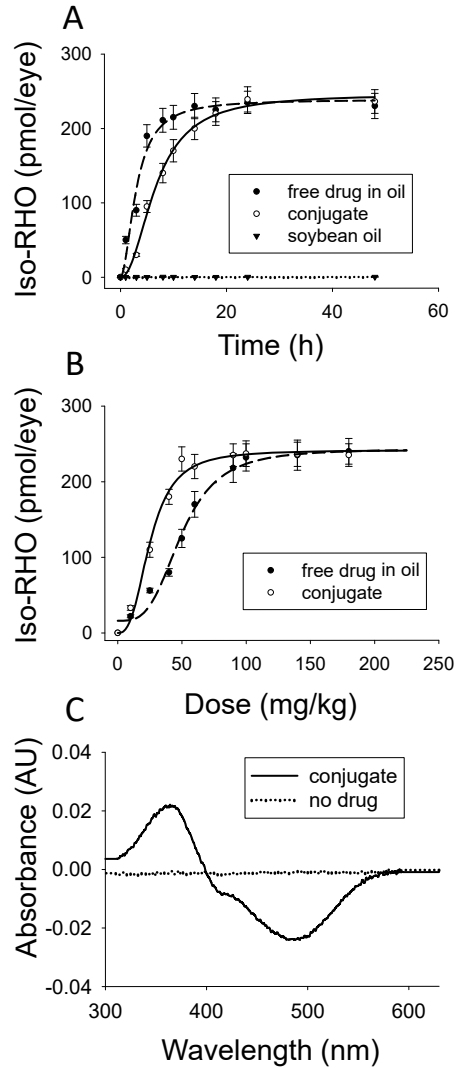 A
Iso-RHO (pmol/eye)
300
200
100
0
free drug in oil
conjugate
soybean oil
0
20
40
60
Time (h)
B
Iso-RHO (pmol/eye)
300
200
100
0
free drug in oil
conjugate
0
50
100
150
200
250
Dose (mg/kg)
C
Absorbance (AU)
0.04
0.02
0.00
-0.02
-0.04
conjugate
no drug
300
400
500
600
Wavelength (nm)